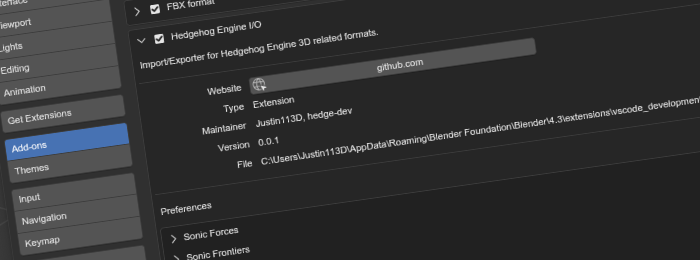 FBX format
Viewport
Lights
Editing
Animation
Get Extensions
Add-ons
Themes
Input
Navigation
Keymap
Hedgehog Engine I/O
Import/Exporter for Hedgehog Engine 3D related formats.
Website github.com
Type Extension
Maintainer Justin113D, hedge-dev
Version 0.0.1
File C:\Users\Justin113D\AppData\Roaming\Blender Foundation\Blender\4.3\extensions\vscode_development
Preferences
Sonic Forces
Sonic Frontiers